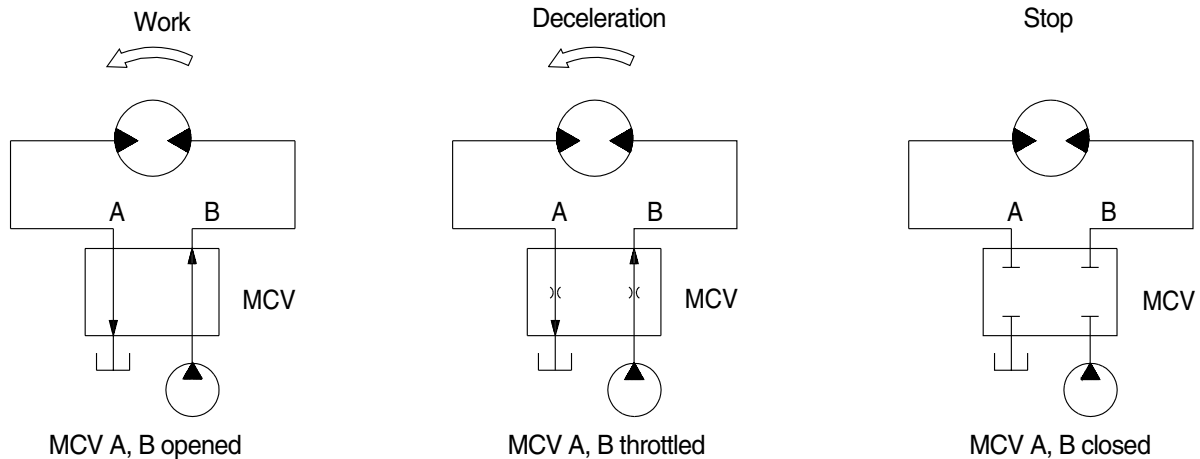 Work
Deceleration
Stop
A B
A B
A B
MCV
MCV
MCV
MCV A, B opened
MCV A, B throttled
MCV A, B closed